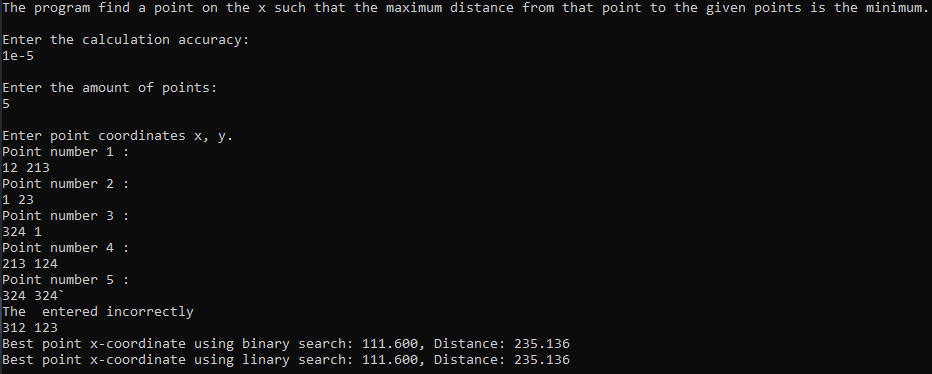 The program find a point on the x such that the maximum distance from that point to the given points is the minimum.
Enter the calculation accuracy:
1e-5
Enter the amount of points:
5
Enter point coordinates x, y.
Point number 1 :
12 213
Point number 2 :
1 23
Point number 3 :
324 1
Point number 4 :
213 124
Point number 5 :
324 324`
The  entered incorrectly
312 123
Best point x-coordinate using binary search: 111.600, Distance: 235.136
Best point x-coordinate using linary search: 111.600, Distance: 235.136